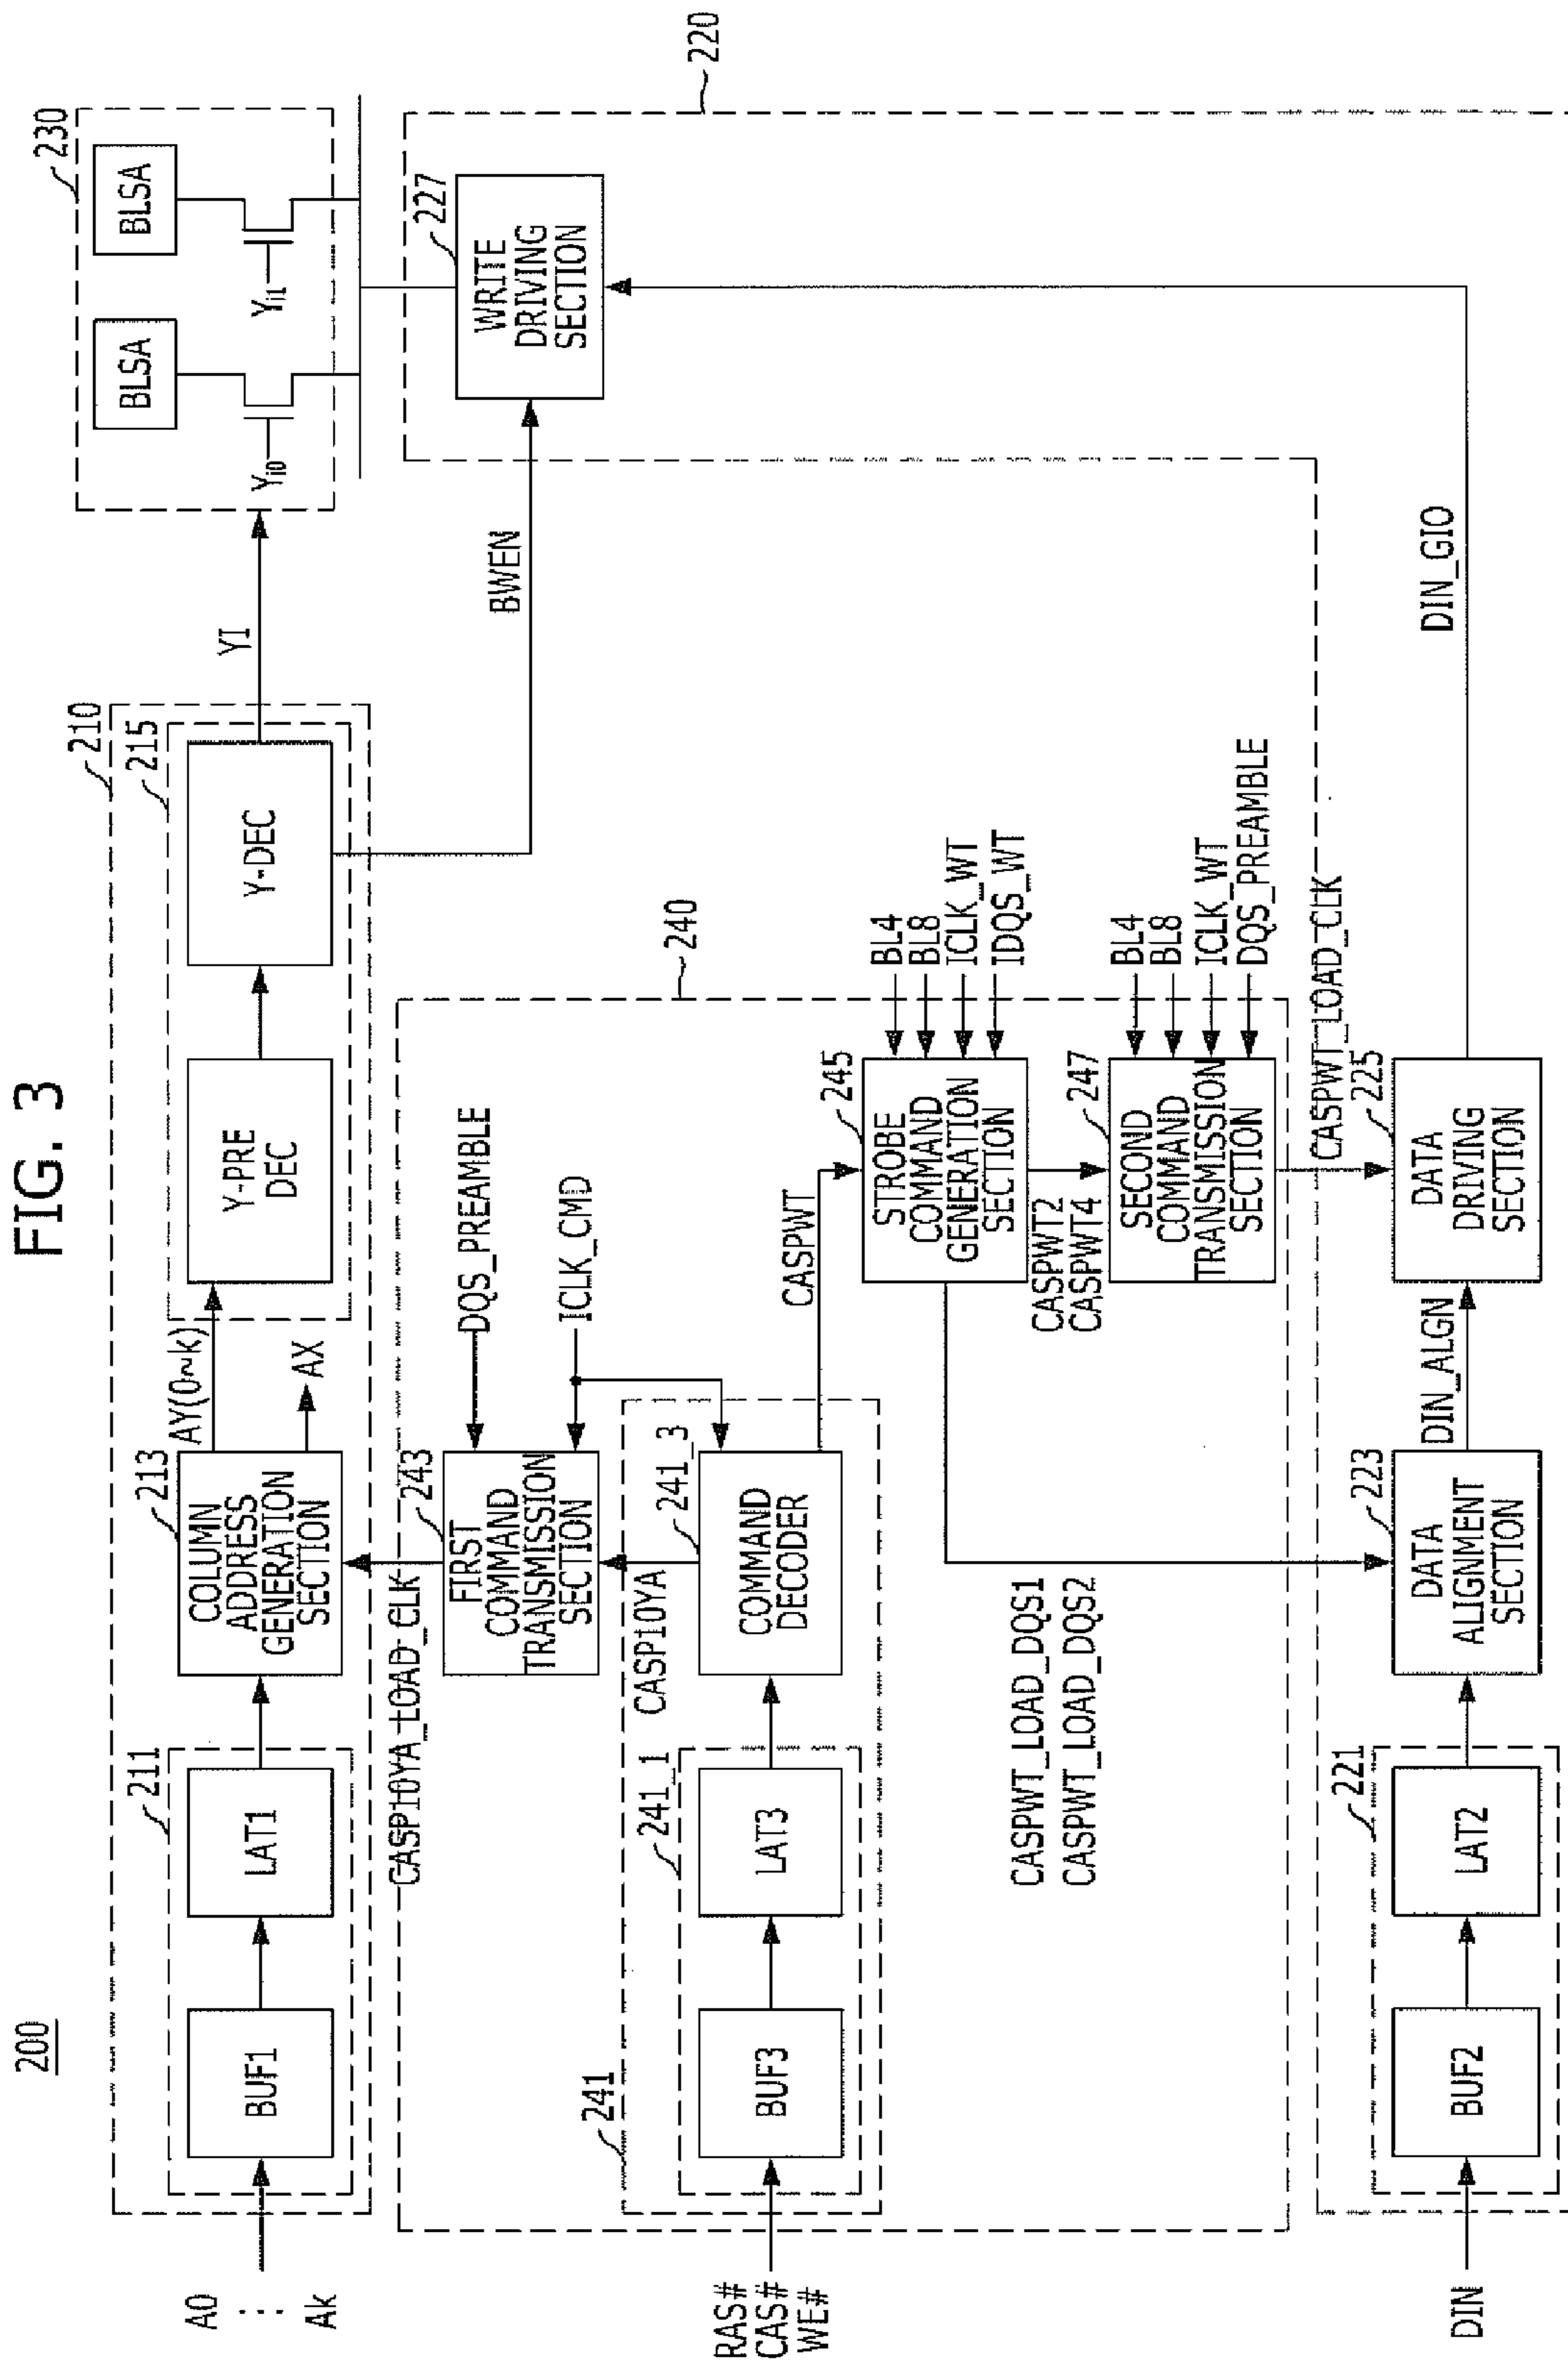 FIG. 3
200
210
211
A0
Ak
BUF1
LAT1
213
COLUMN
ADDRESS
GENERATION
SECTION
AY(0~k)
AX
215
Y-PRE
DEC
Y-DEC
YI
230
BLSA
BLSA
Yi0
Yi1
BWEN
220
227
WRITE
DRIVING
SECTION
240
CASP10YA_LOAD_CLK
243
FIRST
COMMAND
TRANSMISSION
SECTION
DQS_PREAMBLE
ICLK_CMD
CASP10YA
241
241_1
RAS#
CAS#
WE#
BUF3
LAT3
241_3
COMMAND
DECODER
CASPWT
245
STROBE
COMMAND
GENERATION
SECTION
BL4
BL8
ICLK_WT
IDQS_WT
CASPWT2
CASPWT4
247
SECOND
COMMAND
TRANSMISSION
SECTION
BL4
BL8
ICLK_WT
DQS_PREAMBLE
CASPWT_LOAD_DQS1
CASPWT_LOAD_DQS2
CASPWT_LOAD_CLK
221
DIN
BUF2
LAT2
223
DATA
ALIGNMENT
SECTION
DIN_ALGN
225
DATA
DRIVING
SECTION
DIN_GIO